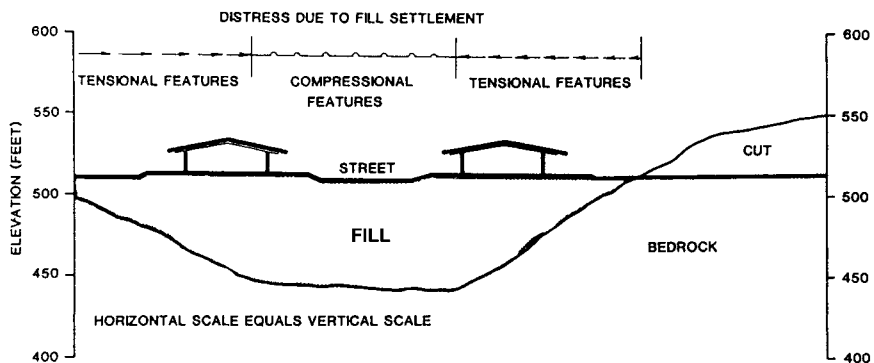 DISTRESS DUE TO FILL SETTLEMENT
600
600
TENSIONAL FEATURES
COMPRESSIONAL
FEATURES
TENSIONAL FEATURES
550
550
CUT
STREET
ELEVATION (FEET)
500
500
FILL
BEDROCK
450
450
HORIZONTAL SCALE EQUALS VERTICAL SCALE
400
400